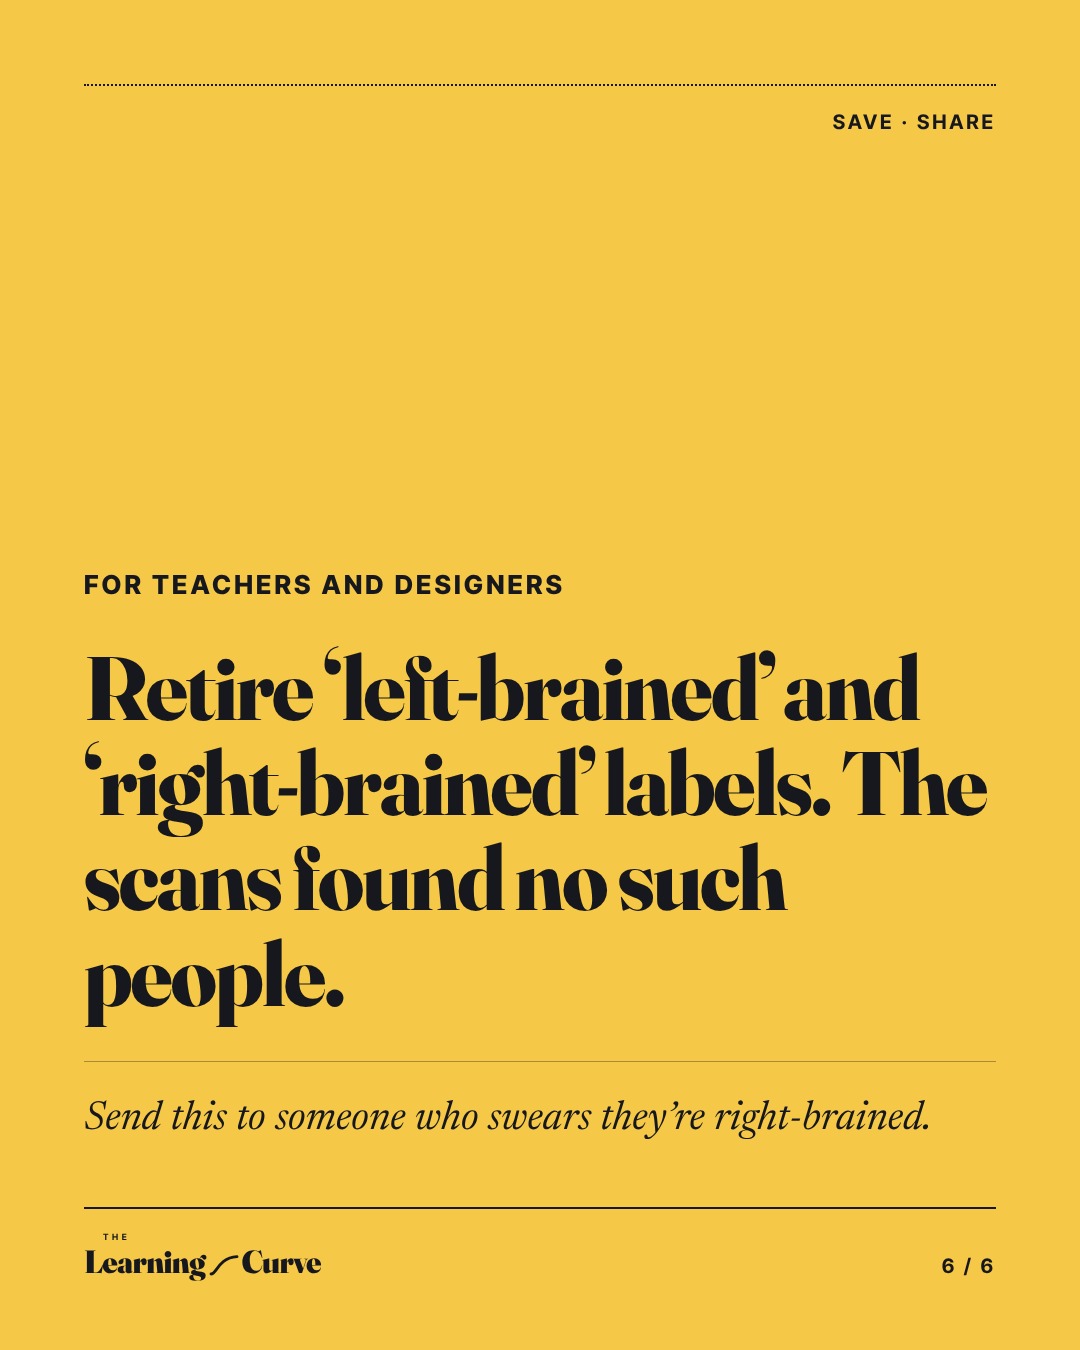 SAVE · SHARE
FOR TEACHERS AND DESIGNERS
Retire ‘left-brained’ and
‘right-brained’ labels. The
scans found no such
people.
Send this to someone who swears they’re right-brained.
THE
Learning Curve
6 / 6